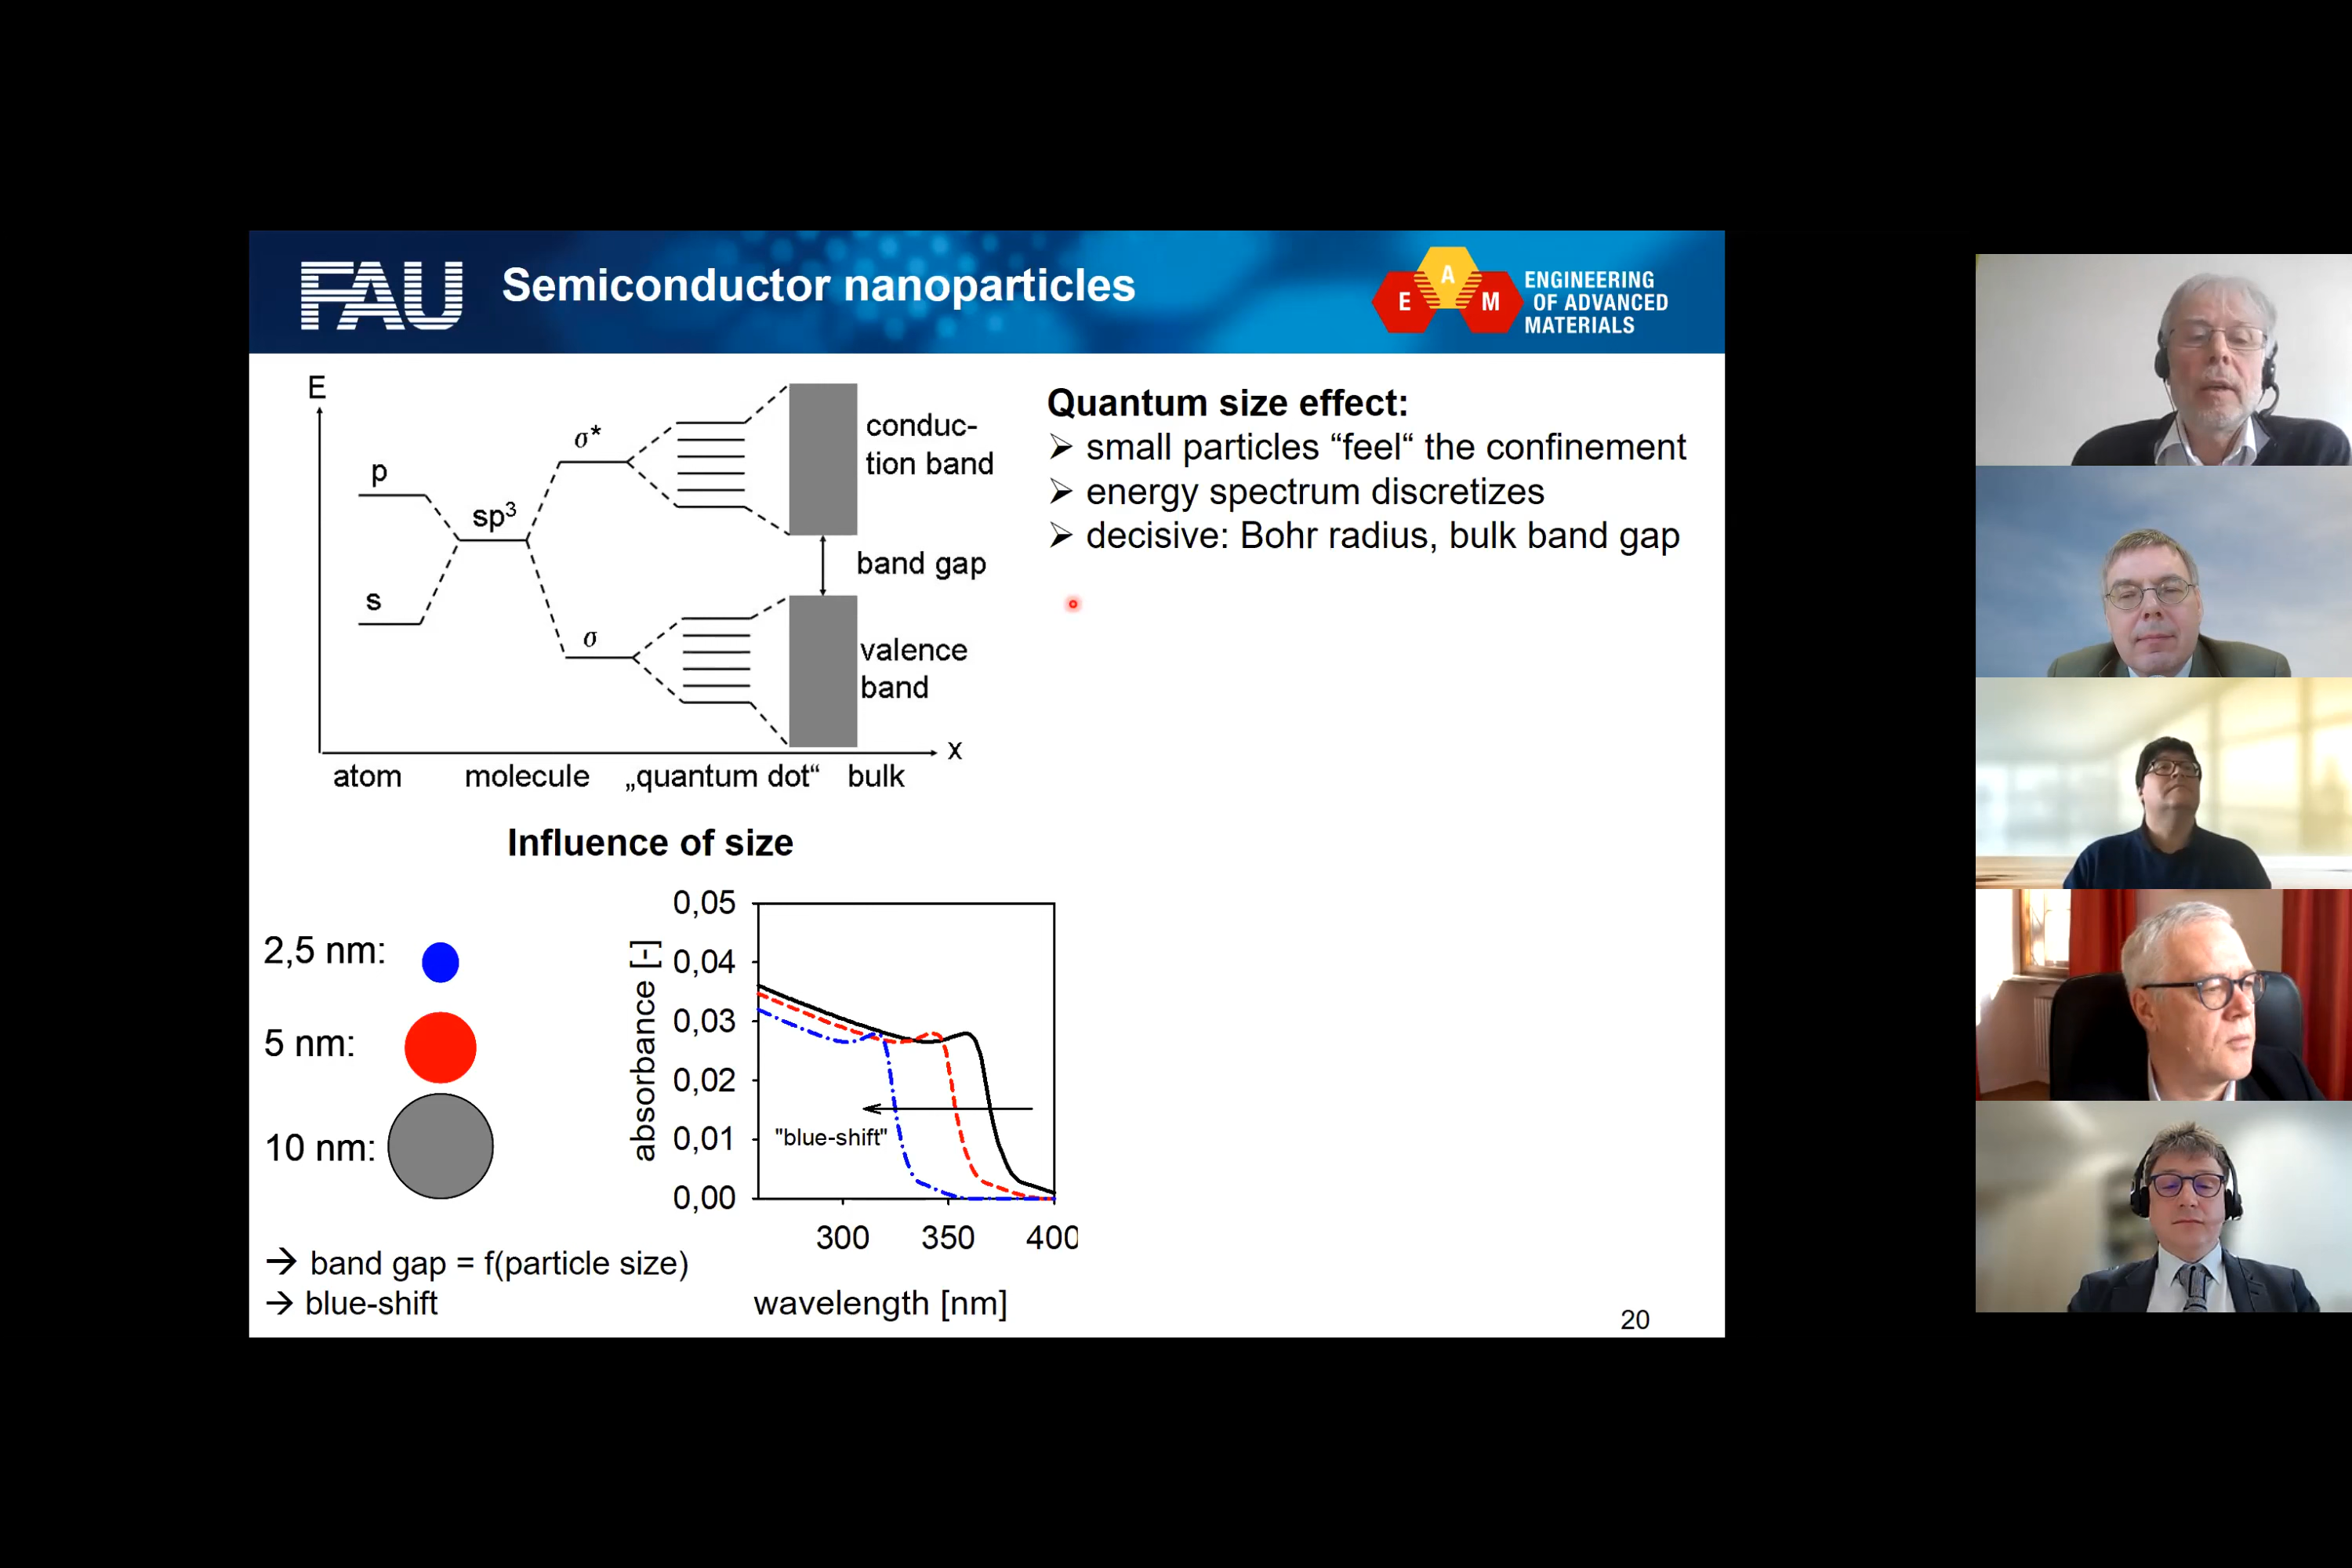 FAU
Semiconductor nanoparticles
E A M
ENGINEERING
OF ADVANCED
MATERIALS
E
p
s
sp³
σ*
σ
conduc-
tion band
band gap
valence
band
x
atom molecule „quantum dot“ bulk
Quantum size effect:
➢ small particles “feel“ the confinement
➢ energy spectrum discretizes
➢ decisive: Bohr radius, bulk band gap
Influence of size
2,5 nm:
5 nm:
10 nm:
→ band gap = f(particle size)
→ blue-shift
absorbance [-]
0,05
0,04
0,03
0,02
0,01
0,00
"blue-shift"
300 350 400
wavelength [nm]
20